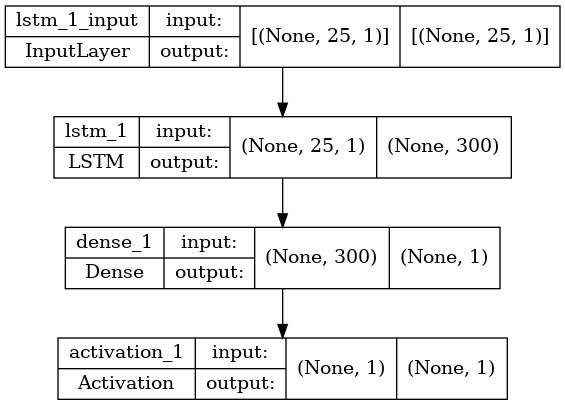 lstm_1_input input: [(None, 25, 1)] [(None, 25, 1)]
InputLayer output:
lstm_1 input: (None, 25, 1) (None, 300)
LSTM output:
dense_1 input: (None, 300) (None, 1)
Dense output:
activation_1 input: (None, 1) (None, 1)
Activation output: